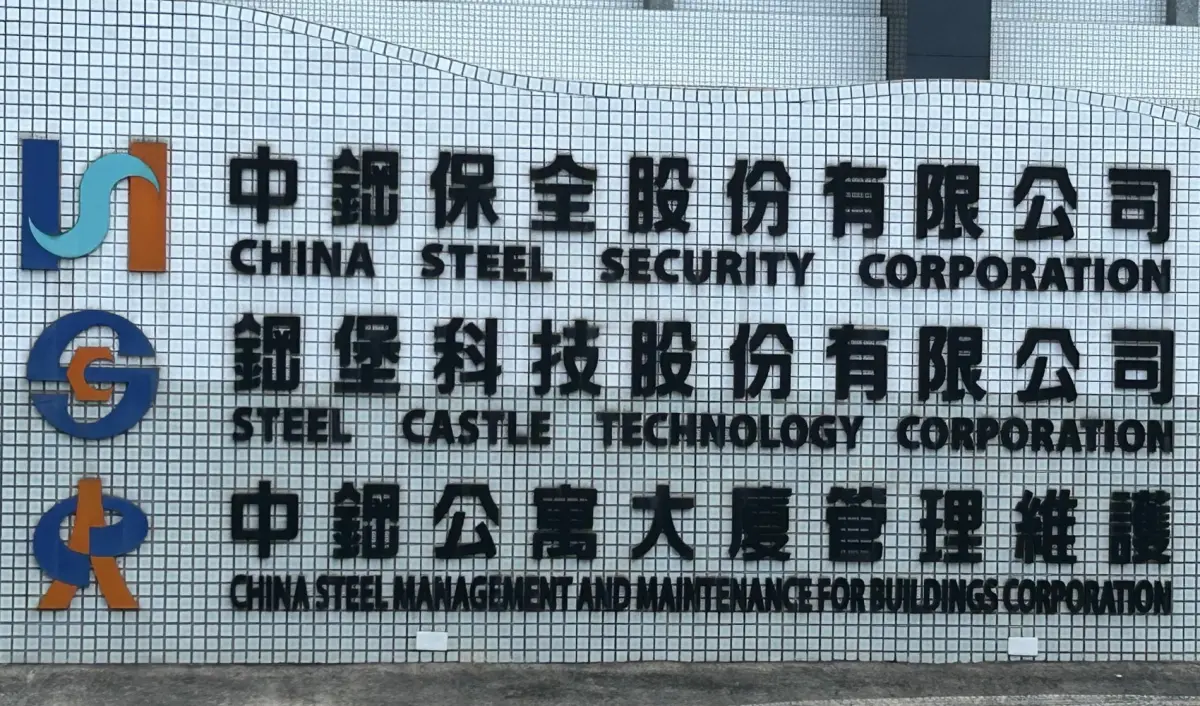 中鋼保全股份有限公司
CHINA STEEL SECURITY CORPORATION
鋼堡科技股份有限公司
STEEL CASTLE TECHNOLOGY CORPORATION
中鋼公寓大廈管理維護
CHINA STEEL MANAGEMENT AND MAINTENANCE FOR BUILDINGS CORPORATION